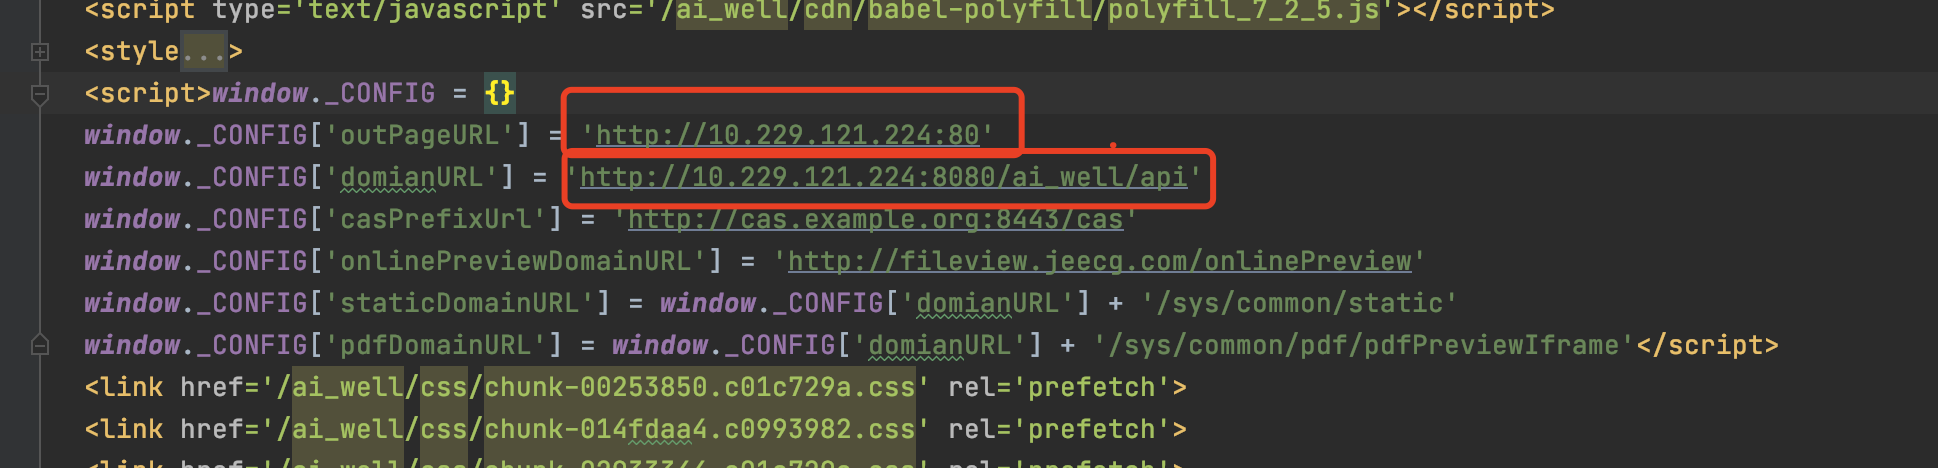 <script type='text/javascript' src='/ai_well/cdn/babel-polyfill/polyfill_7_2_5.js'></script>
<style...>
<script>window._CONFIG = {}
window._CONFIG['outPageURL'] = 'http://10.229.121.224:80'
window._CONFIG['domianURL'] = 'http://10.229.121.224:8080/ai_well/api'
window._CONFIG['casPrefixUrl'] = 'http://cas.example.org:8443/cas'
window._CONFIG['onlinePreviewDomainURL'] = 'http://fileview.jeecg.com/onlinePreview'
window._CONFIG['staticDomainURL'] = window._CONFIG['domianURL'] + '/sys/common/static'
window._CONFIG['pdfDomainURL'] = window._CONFIG['domianURL'] + '/sys/common/pdf/pdfPreviewIframe'</script>
<link href='/ai_well/css/chunk-00253850.c01c729a.css' rel='prefetch'>
<link href='/ai_well/css/chunk-014fdaa4.c0993982.css' rel='prefetch'>